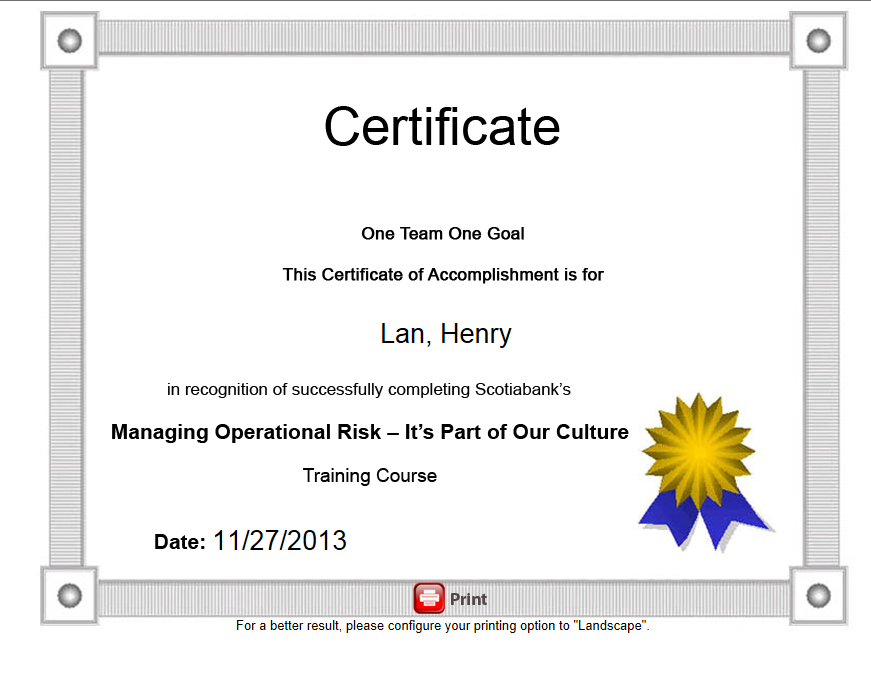 Certificate
One Team One Goal
This Certificate of Accomplishment is for
Lan, Henry
in recognition of successfully completing Scotiabank’s
Managing Operational Risk – It’s Part of Our Culture
Training Course
Date: 11/27/2013
Print
For a better result, please configure your printing option to "Landscape".